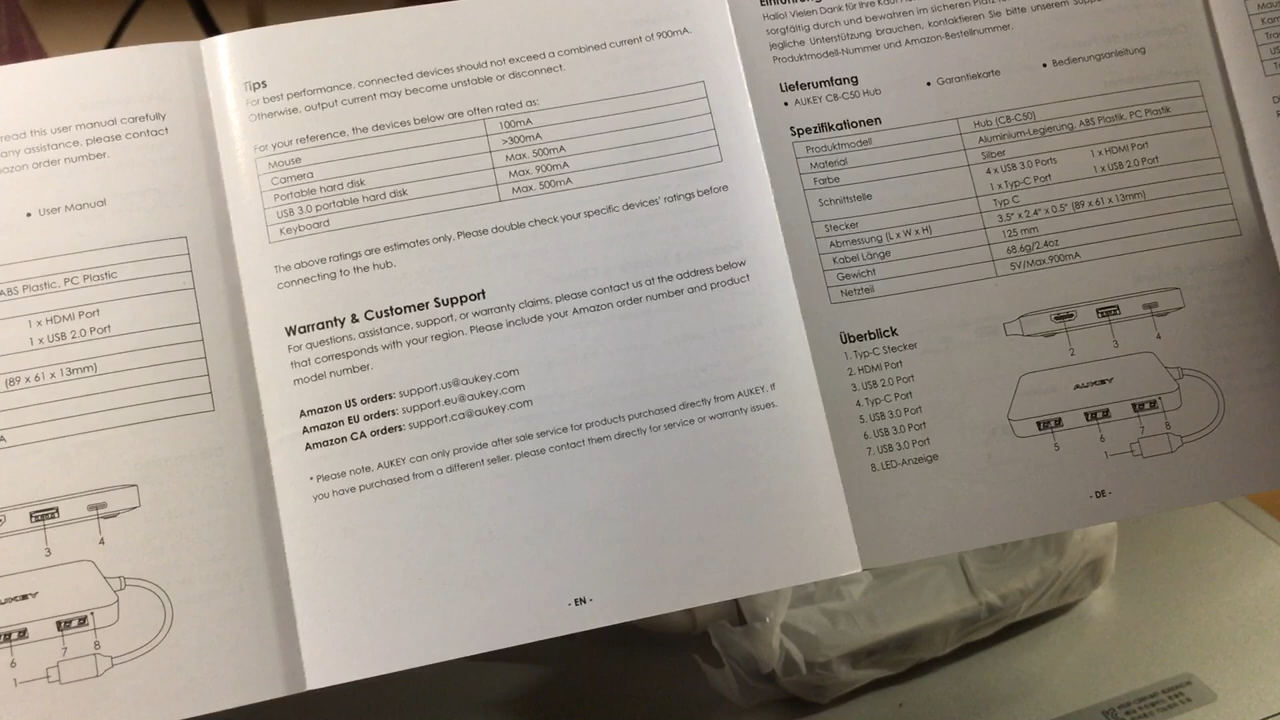 read this user manual carefully
any assistance, please contact
azon order number.
• User Manual
ABS Plastic, PC Plastic
1 x HDMI Port
1 x USB 2.0 Port
(89 x 61 x 13mm)
A
3
4
AUKEY
6
7
8
1
Tips
For best performance, connected devices should not exceed a combined current of 900mA.
Otherwise, output current may become unstable or disconnect.
For your reference, the devices below are often rated as:
Mouse 100mA
Camera >300mA
Portable hard disk Max. 500mA
USB 3.0 portable hard disk Max. 900mA
Keyboard Max. 500mA
The above ratings are estimates only. Please double check your specific devices' ratings before
connecting to the hub.
Warranty & Customer Support
For questions, assistance, support, or warranty claims, please contact us at the address below
that corresponds with your region. Please include your Amazon order number and product
model number.
Amazon US orders: support.us@aukey.com
Amazon EU orders: support.eu@aukey.com
Amazon CA orders: support.ca@aukey.com
* Please note, AUKEY can only provide after sale service for products purchased directly from AUKEY. If
you have purchased from a different seller, please contact them directly for service or warranty issues.
- EN -
Einführung
Hallo! Vielen Dank für Ihre Kauf
sorgfältig durch und bewahren im sicheren Platz
jegliche Unterstützung brauchen, kontaktieren Sie bitte unserem
Produktmodell-Nummer und Amazon-Bestellnummer.
Lieferumfang
• AUKEY CB-C50 Hub • Garantiekarte • Bedienungsanleitung
Spezifikationen
Produktmodell Hub (CB-C50)
Material Aluminium-Legierung, ABS Plastik, PC Plastik
Farbe Silber
Schnittstelle 4 x USB 3.0 Ports 1 x HDMI Port
1 x Typ-C Port 1 x USB 2.0 Port
Stecker Typ C
Abmessung (L x W x H) 3.5" x 2.4" x 0.5" (89 x 61 x 13mm)
Kabel Länge 125 mm
Gewicht 68.6g/2.4oz
Netzteil 5V/Max.900mA
Überblick
1. Typ-C Stecker
2. HDMI Port
3. USB 2.0 Port
4. Typ-C Port
5. USB 3.0 Port
6. USB 3.0 Port
7. USB 3.0 Port
8. LED-Anzeige
2
3
4
AUKEY
5
6
7
8
1
- DE -
Mau
Ka
Tra
US